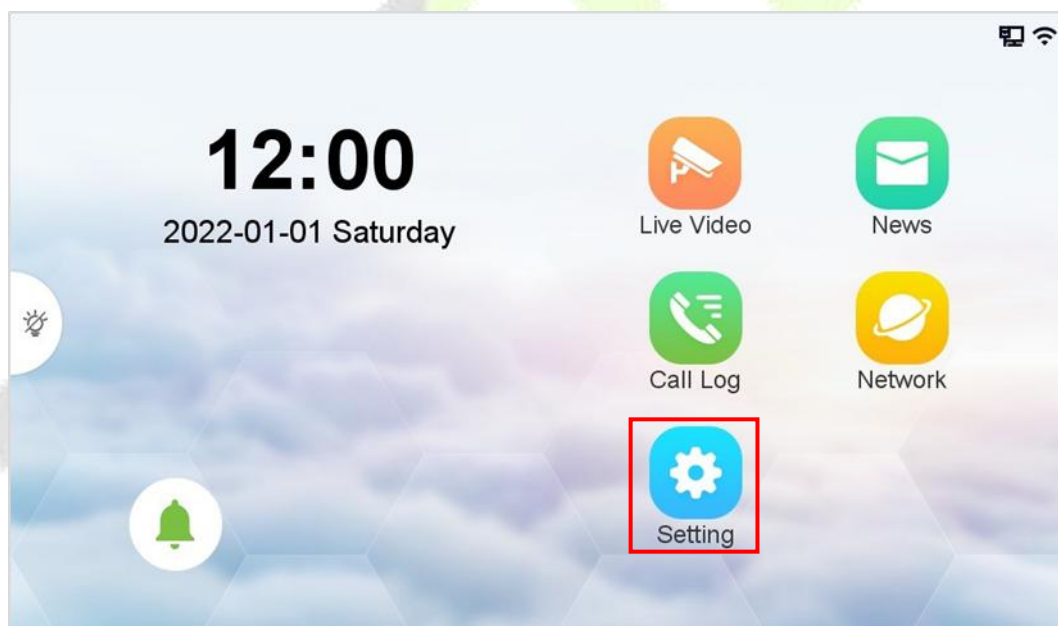 12:00
2022-01-01 Saturday
Live Video
News
Call Log
Network
Setting